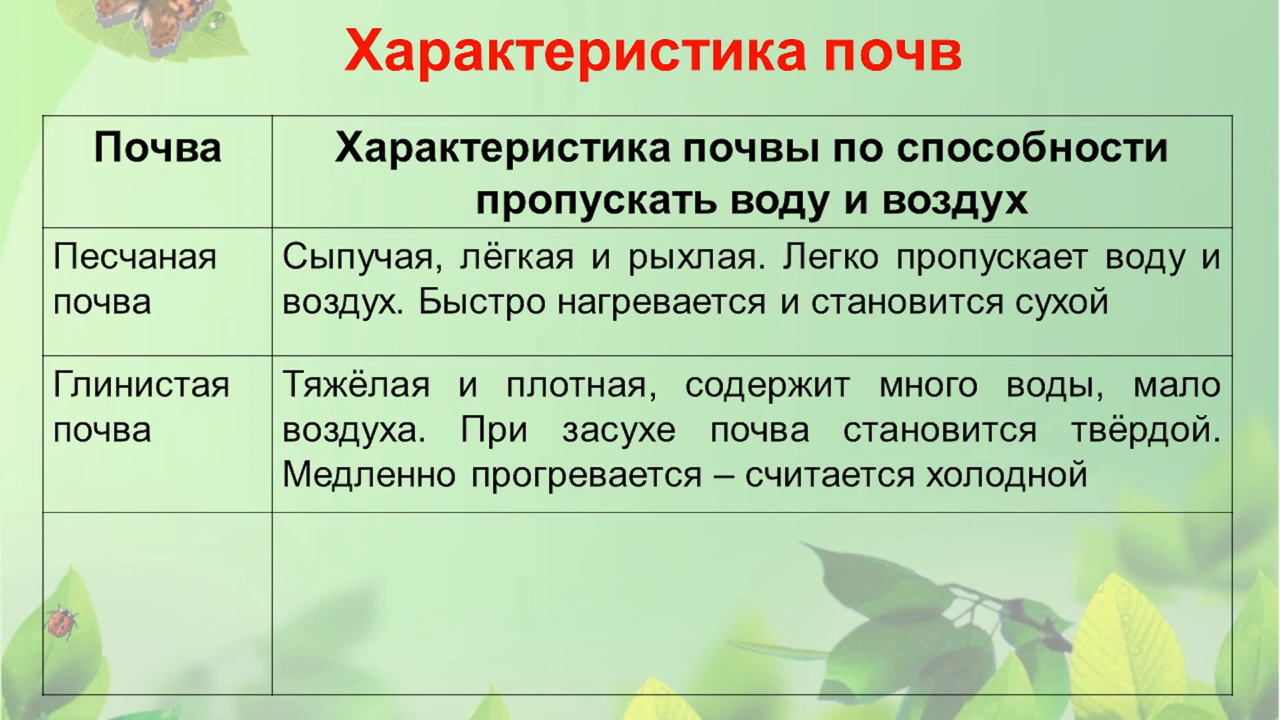 Характеристика почв
Почва
Характеристика почвы по способности
пропускать воду и воздух
Песчаная
почва
Сыпучая, лёгкая и рыхлая. Легко пропускает воду и
воздух. Быстро нагревается и становится сухой
Глинистая
почва
Тяжёлая и плотная, содержит много воды, мало
воздуха. При засухе почва становится твёрдой.
Медленно прогревается – считается холодной